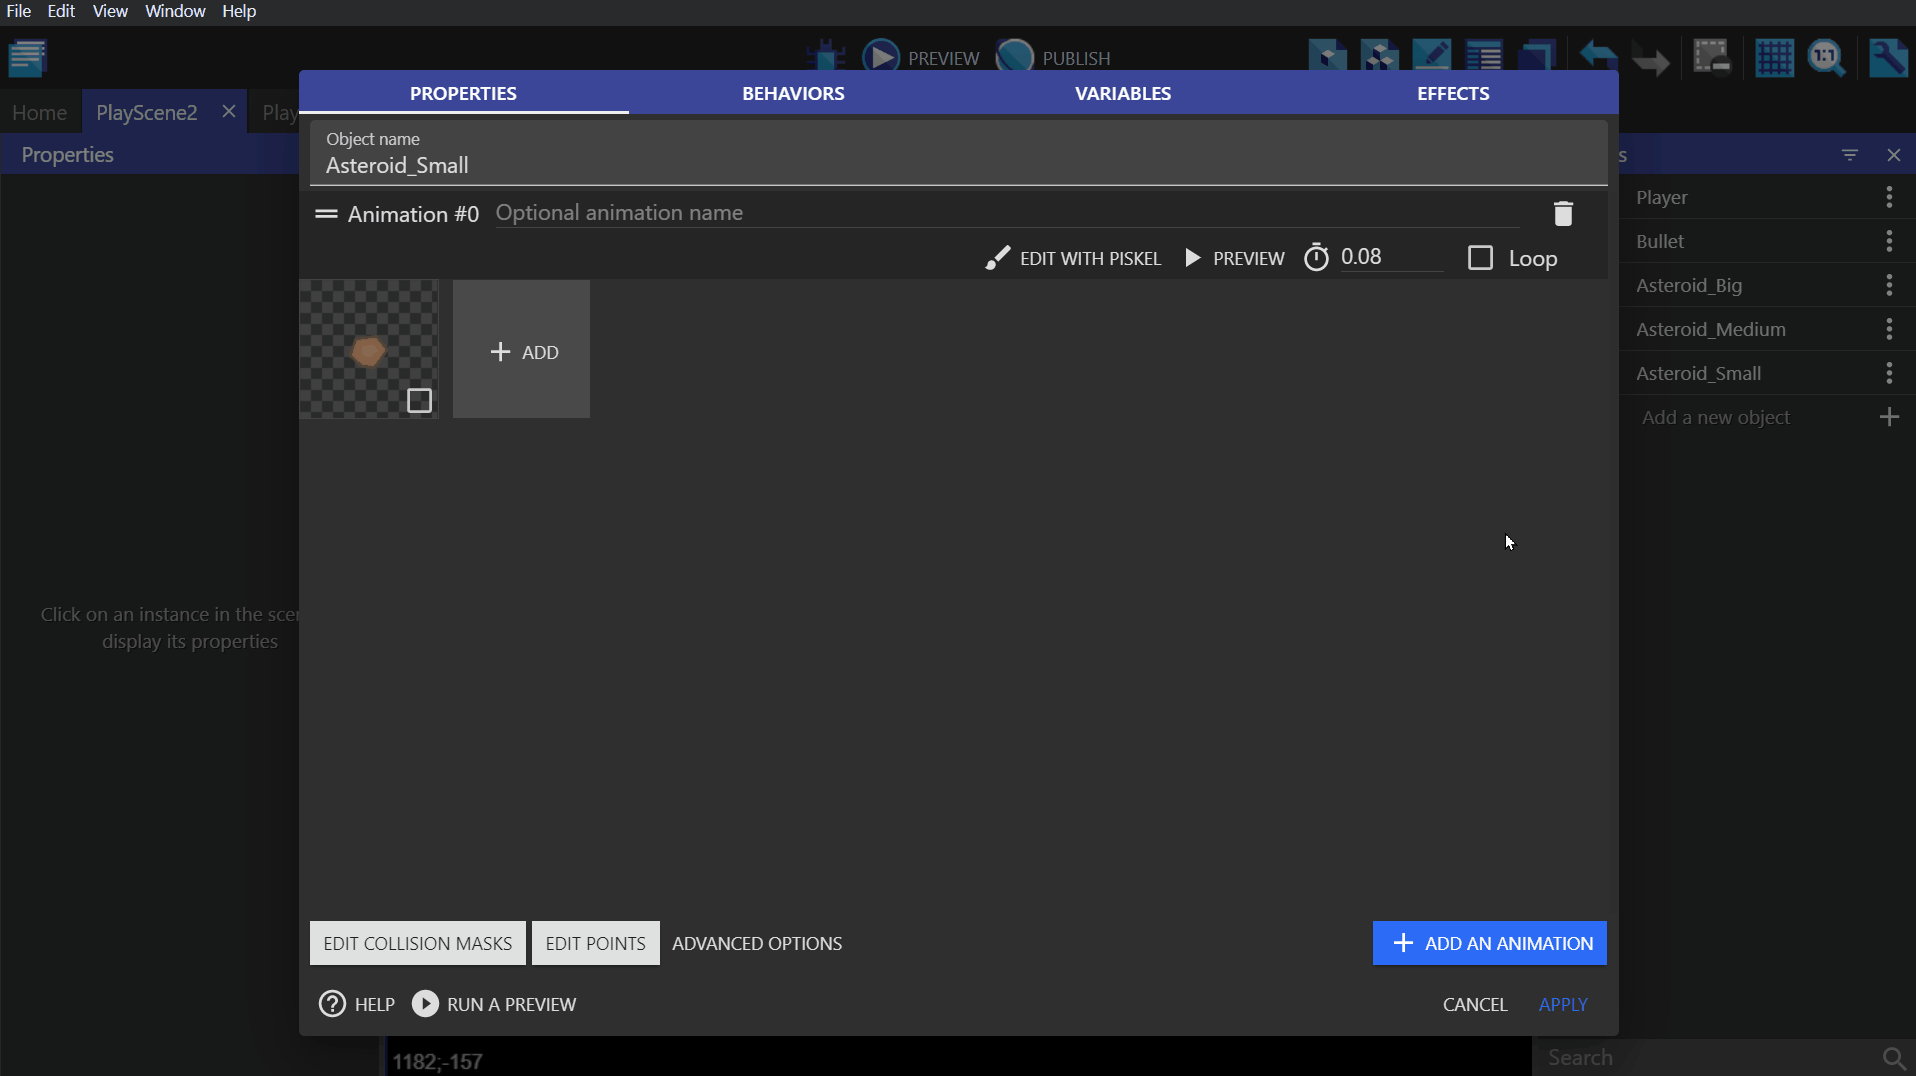 File Edit View Window Help
PREVIEW PUBLISH
Home PlayScene2 Play
PROPERTIES BEHAVIORS VARIABLES EFFECTS
Properties
s
Object name
Asteroid_Small
Animation #0 Optional animation name
EDIT WITH PISKEL PREVIEW 0.08 Loop
+ ADD
Player
Bullet
Asteroid_Big
Asteroid_Medium
Asteroid_Small
Add a new object
Click on an instance in the scen
display its properties
EDIT COLLISION MASKS EDIT POINTS ADVANCED OPTIONS + ADD AN ANIMATION
HELP RUN A PREVIEW CANCEL APPLY
1182;-157
Search
1:1